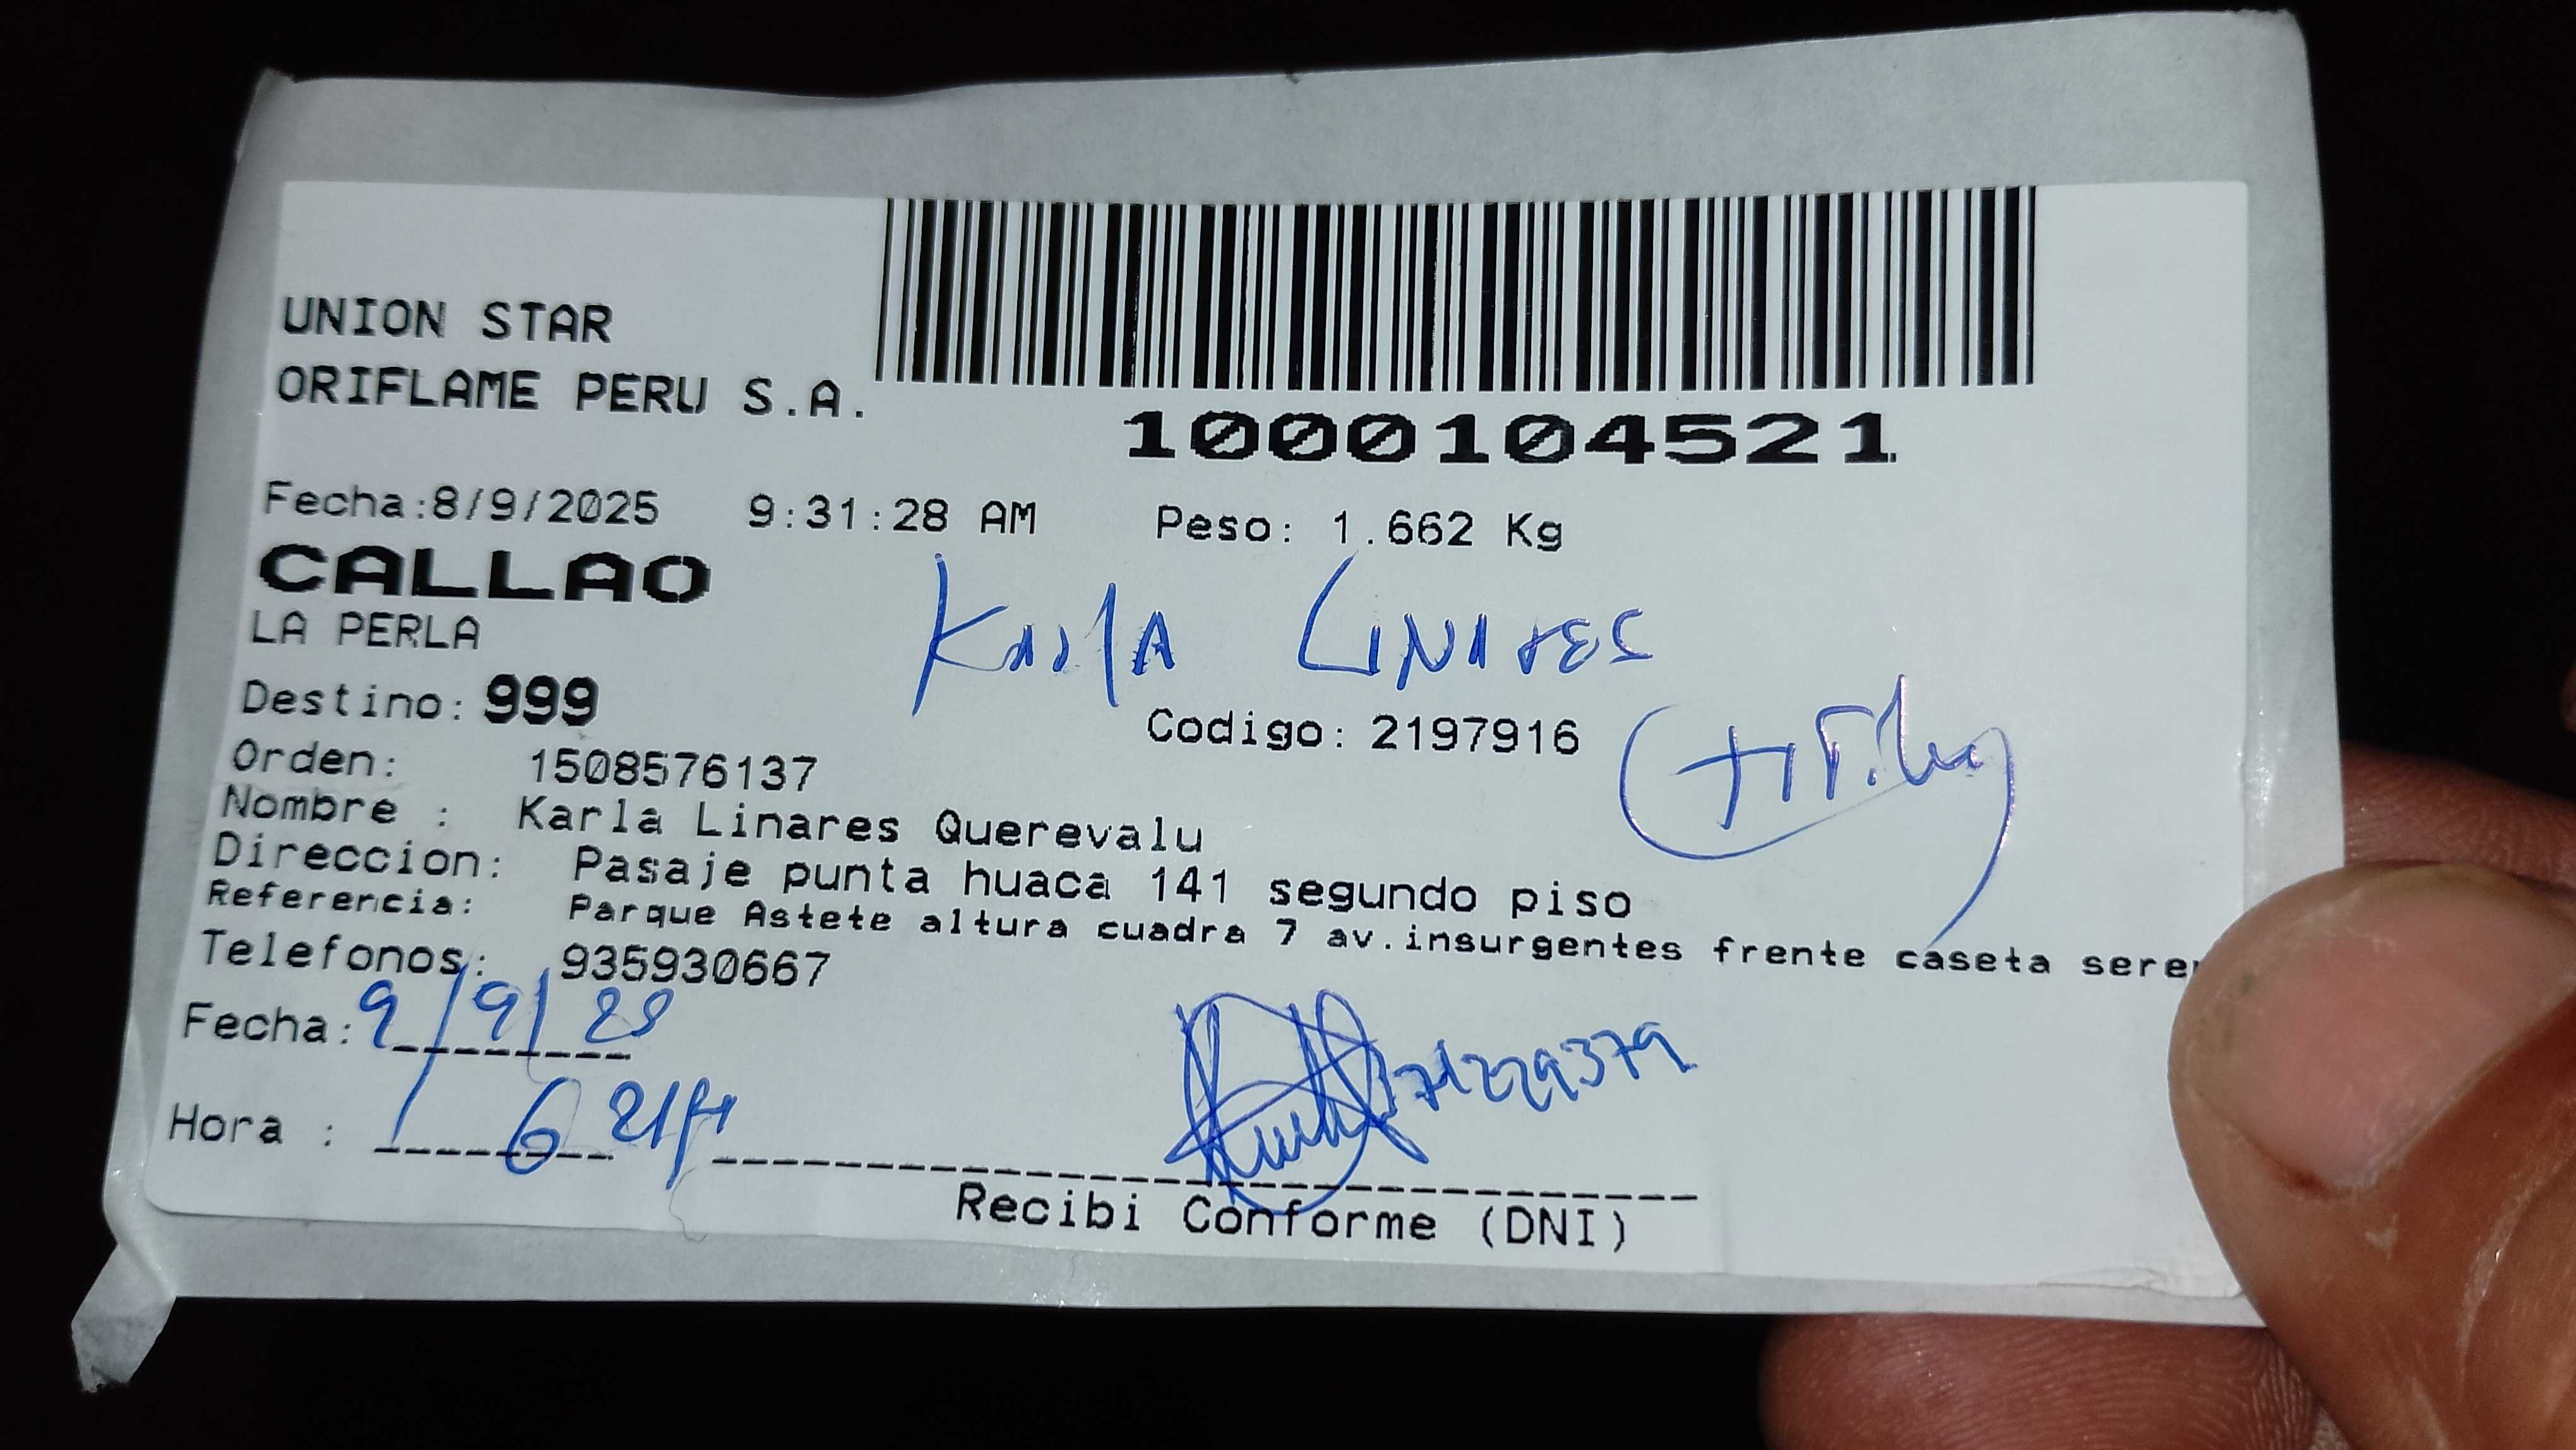 UNION STAR
ORIFLAME PERU S.A.
1000104521
Fecha:8/9/2025 9:31:28 AM Peso: 1.662 Kg
CALLAO
LA PERLA
Karla Linares
Destino: 999
Codigo: 2197916
Orden: 1508576137
Nombre : Karla Linares Querevalu
Direccion: Pasaje punta huaca 141 segundo piso
Referencia: Parque Astete altura cuadra 7 av.insurgentes frente caseta sere
Telefonos: 935930667
Fecha: 9/9/25
71229379
Hora : 6
Recibi Conforme (DNI)